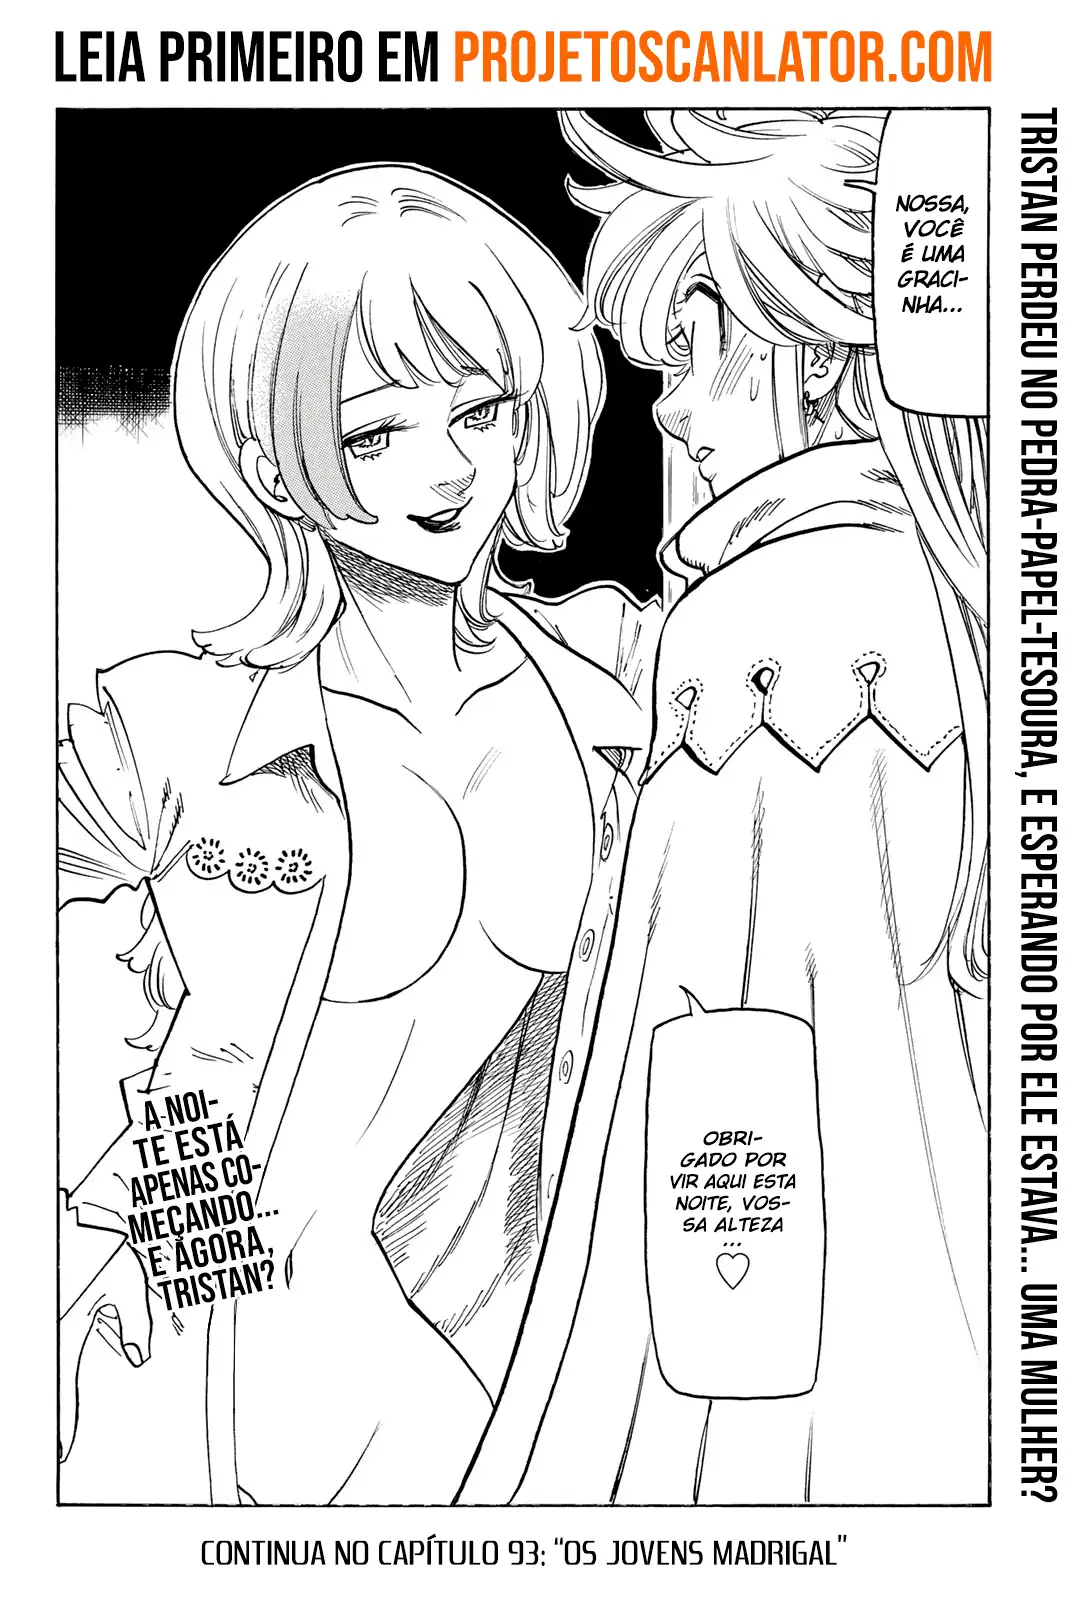 LEIA PRIMEIRO EM PROJETOSCANLATOR.COM
TRISTAN PERDEU NO PEDRA-PAPEL-TESOURA, E ESPERANDO POR ELE ESTAVA... UMA MULHER?
NOSSA,
VOCÊ
É UMA
GRACI-
NHA...
OBRI-
GADO POR
VIR AQUI ESTA
NOITE, VOS-
SA ALTEZA
...
♡
A NOI-
TE ESTÁ
APENAS CO-
MEÇANDO...
E AGORA,
TRISTAN?
CONTINUA NO CAPÍTULO 93: “OS JOVENS MADRIGAL”